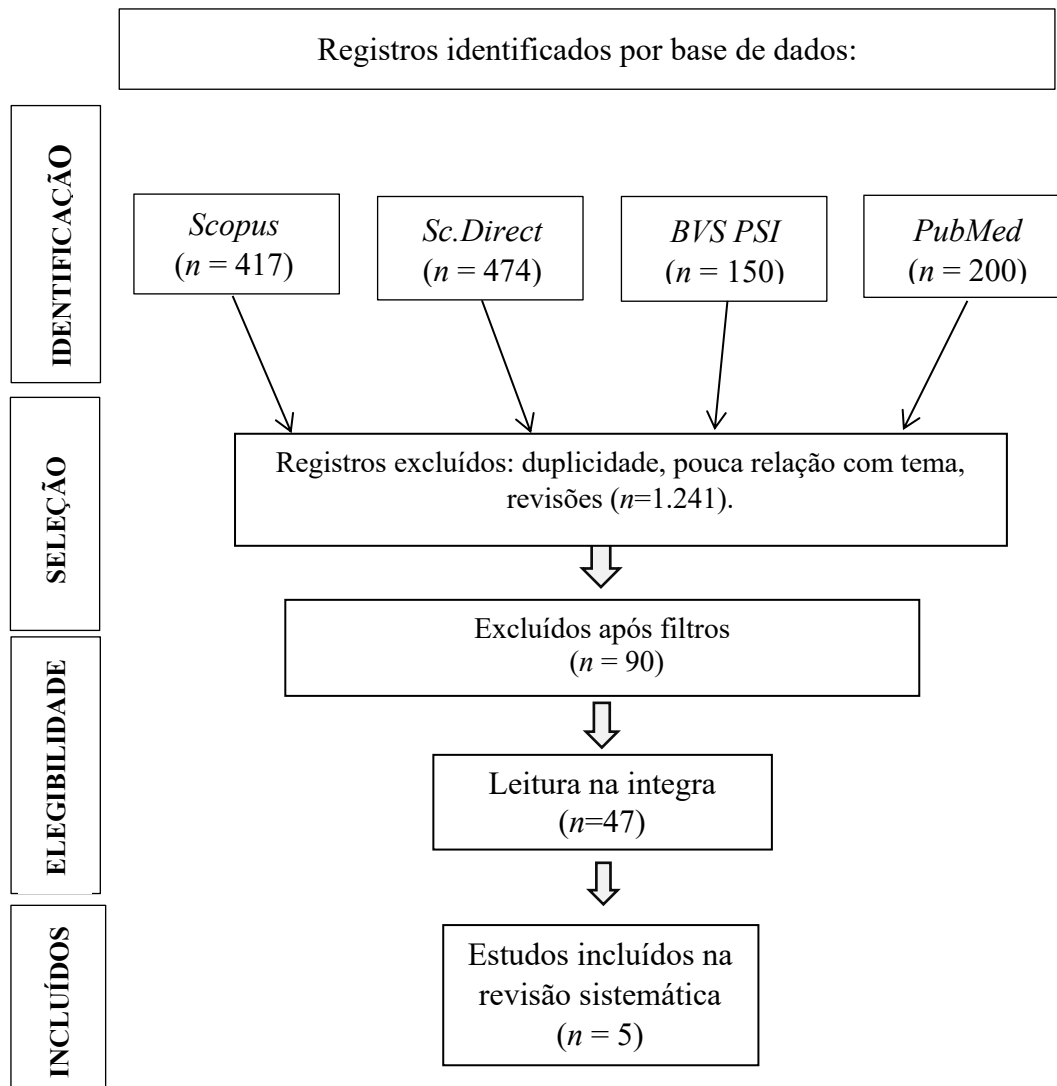 Registros identificados por base de dados:
IDENTIFICAÇÃO
Scopus
(n = 417)
Sc.Direct
(n = 474)
BVS PSI
(n = 150)
PubMed
(n = 200)
SELEÇÃO
Registros excluídos: duplicidade, pouca relação com tema,
revisões (n=1.241).
Excluídos após filtros
(n = 90)
ELEGIBILIDADE
Leitura na integra
(n=47)
INCLUÍDOS
Estudos incluídos na
revisão sistemática
(n = 5)